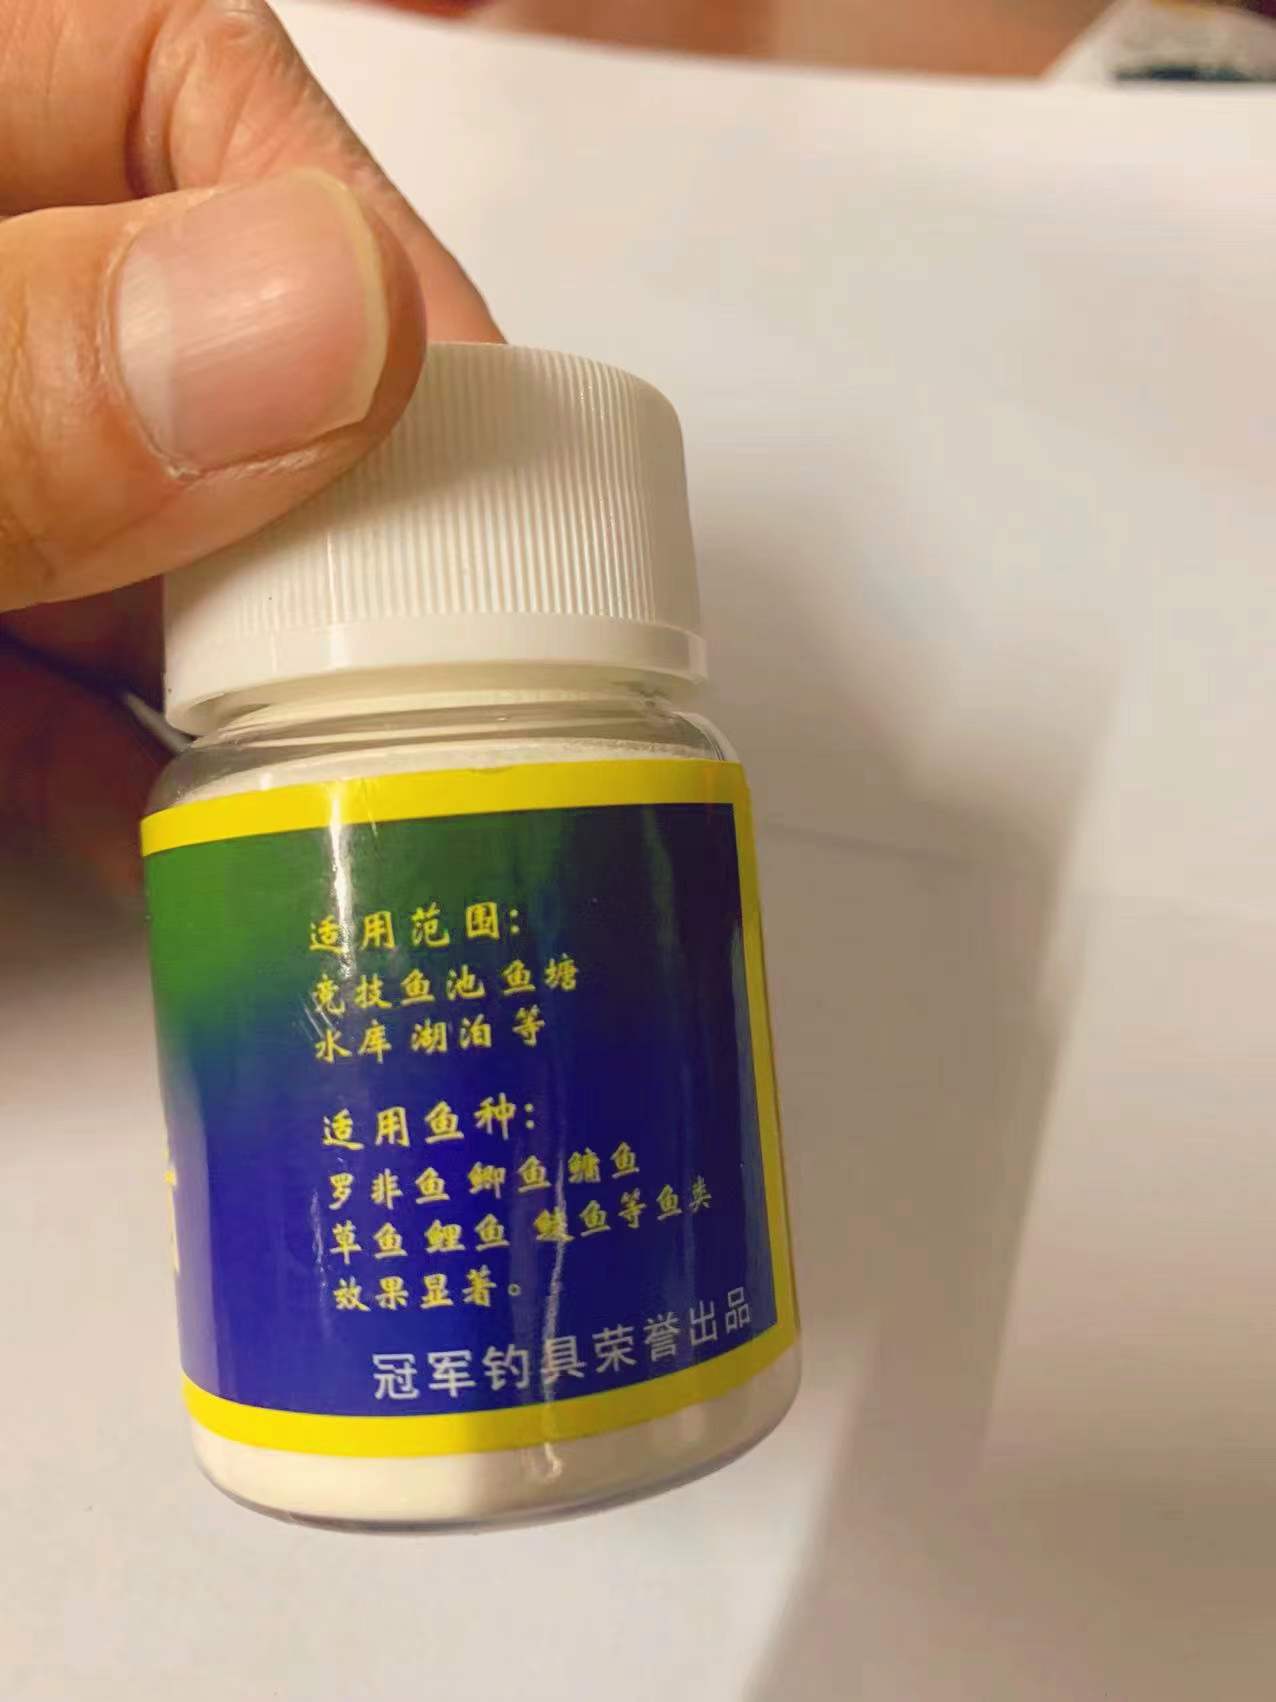 适用范围：
竞技鱼池 鱼塘
水库 湖泊 等
适用鱼种：
罗非鱼 鲫鱼 鳙鱼
草鱼 鲤鱼 鲮鱼等鱼类
效果显著。
冠军钓具荣誉出品